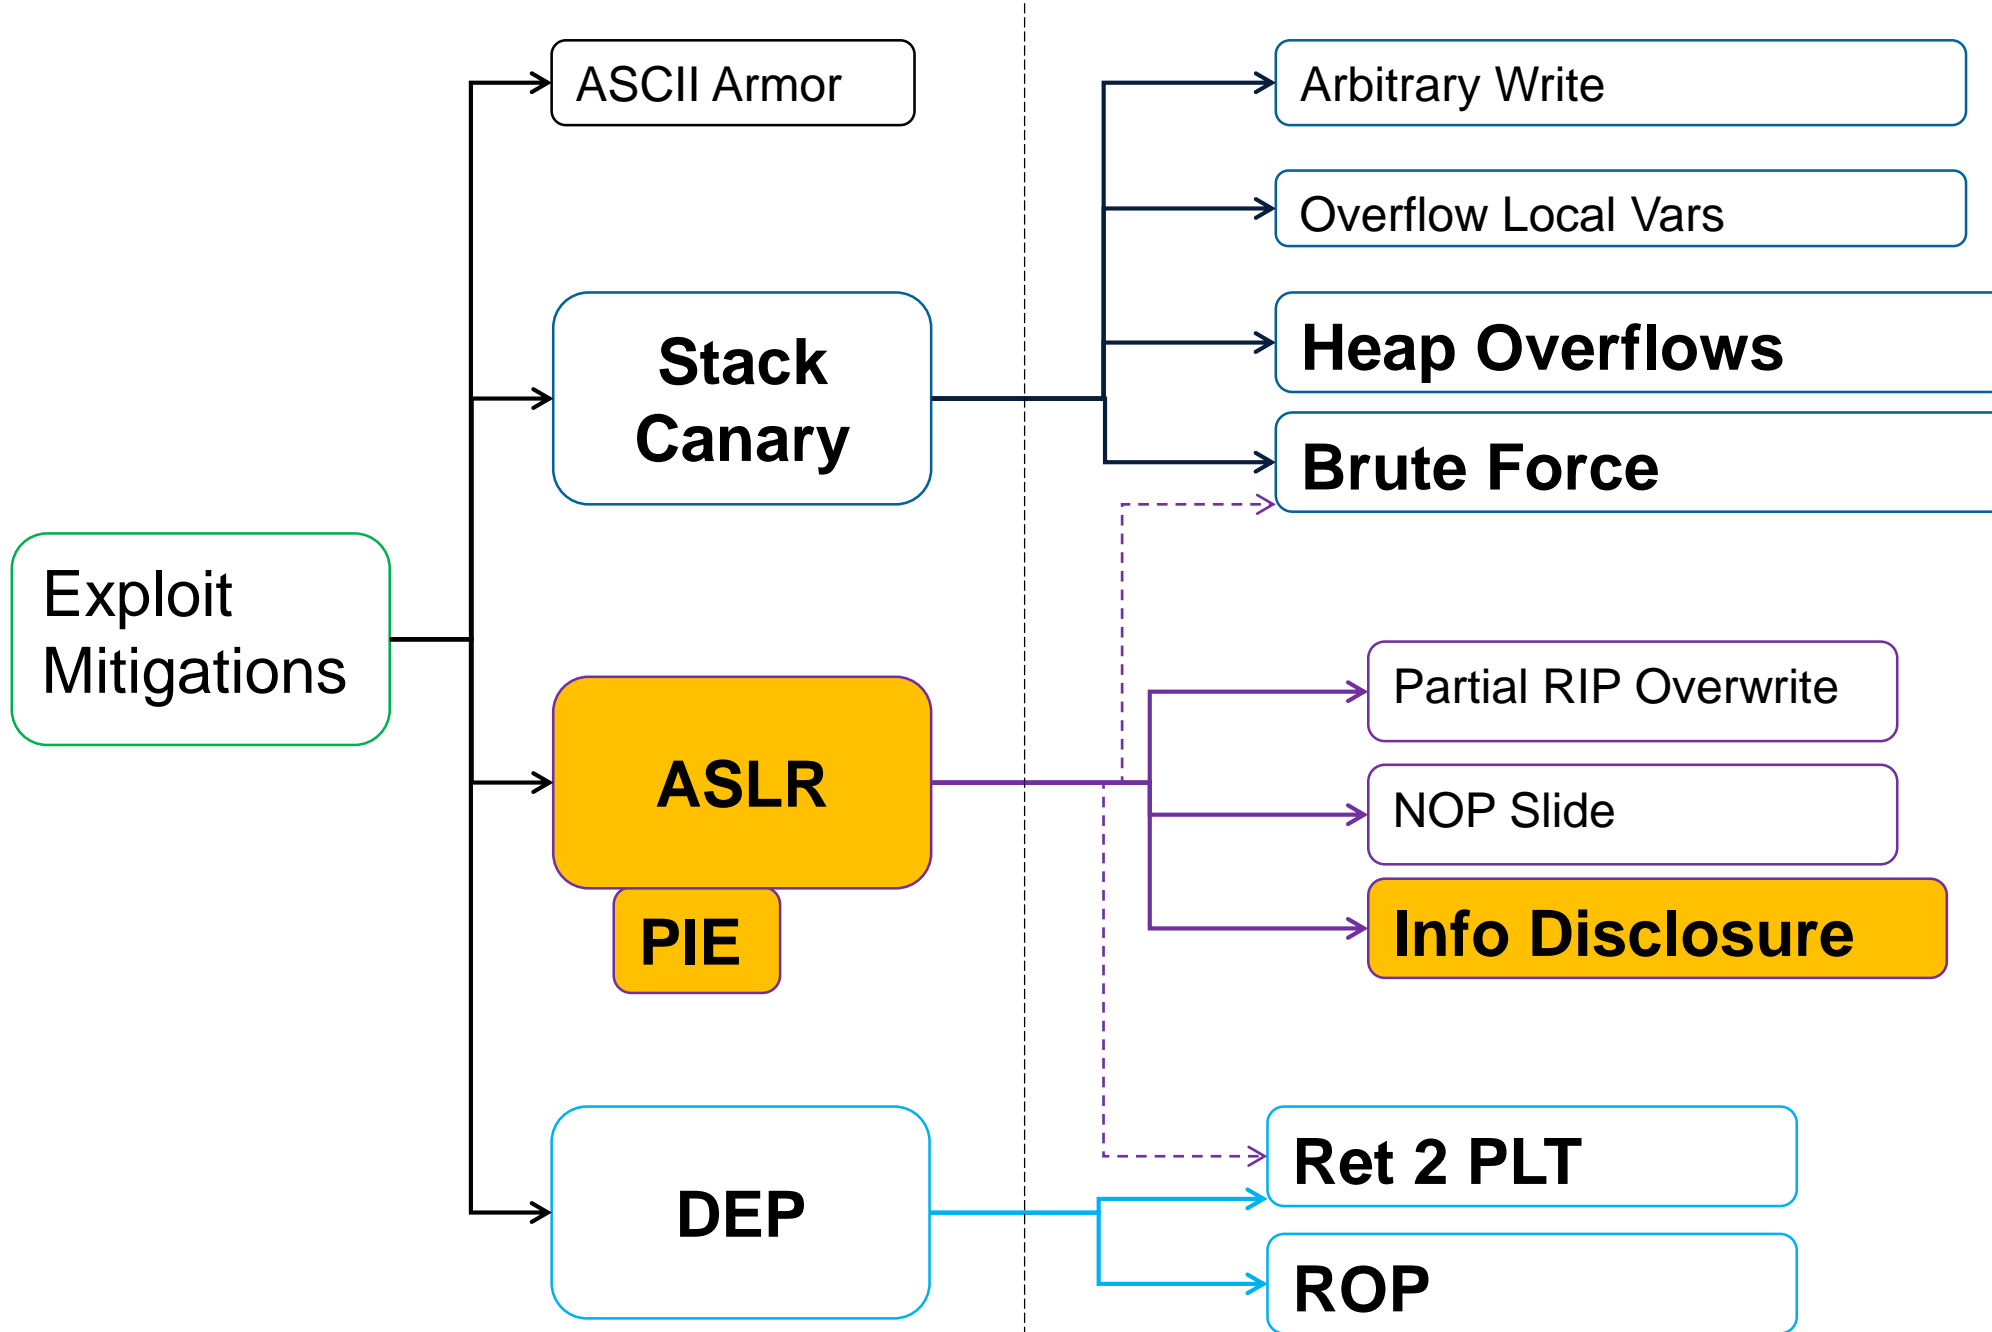 ASCII Armor
Arbitrary Write
Overflow Local Vars
Stack
Canary
Heap Overflows
Brute Force
Exploit
Mitigations
ASLR
PIE
Partial RIP Overwrite
NOP Slide
Info Disclosure
DEP
Ret 2 PLT
ROP